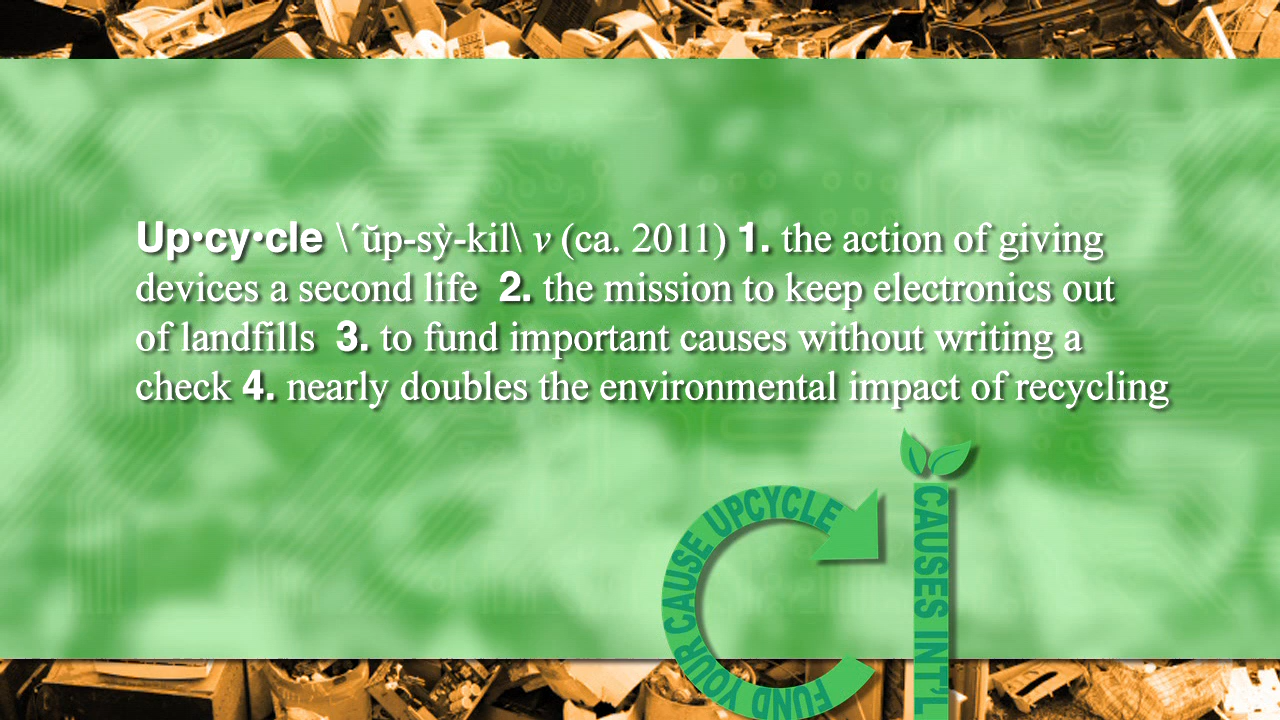 Up•cy•cle \´ŭp-sỳ-kil\ v (ca. 2011) 1. the action of giving
devices a second life 2. the mission to keep electronics out
of landfills 3. to fund important causes without writing a
check 4. nearly doubles the environmental impact of recycling
FUND YOUR CAUSE UPCYCLE
CAUSES INT'L